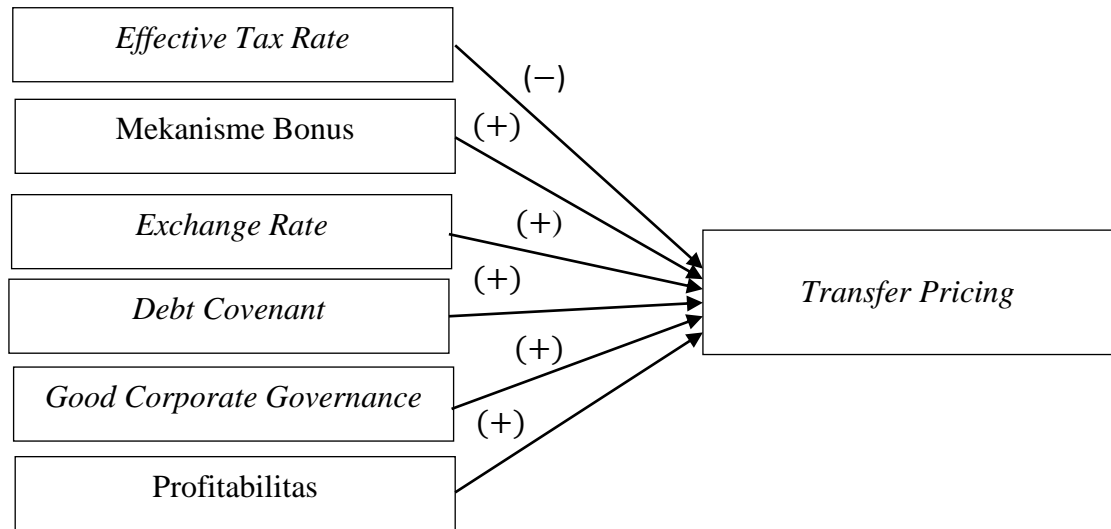 Effective Tax Rate
(−)
Mekanisme Bonus
(+)
Exchange Rate
(+)
Debt Covenant
(+)
Good Corporate Governance
(+)
Profitabilitas
(+)
Transfer Pricing